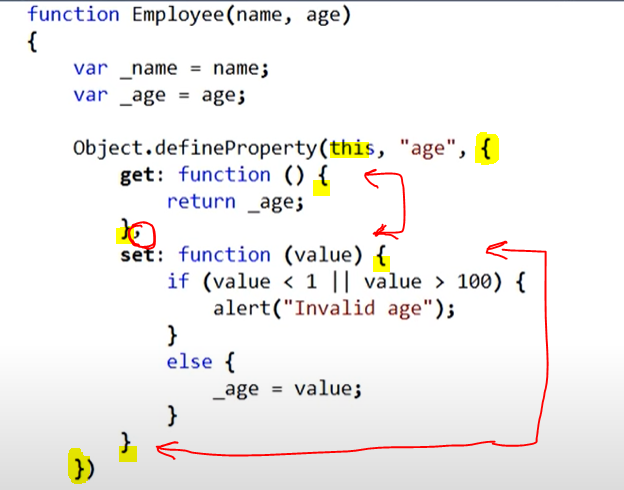 function Employee(name, age)
{
var _name = name;
var _age = age;
Object.defineProperty(this, "age", {
get: function () {
return _age;
},
set: function (value) {
if (value < 1 || value > 100) {
alert("Invalid age");
}
else {
_age = value;
}
}
})